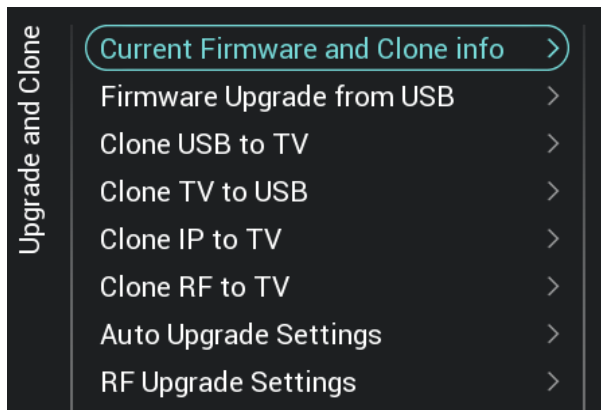 Upgrade and Clone
Current Firmware and Clone info
Firmware Upgrade from USB
Clone USB to TV
Clone TV to USB
Clone IP to TV
Clone RF to TV
Auto Upgrade Settings
RF Upgrade Settings